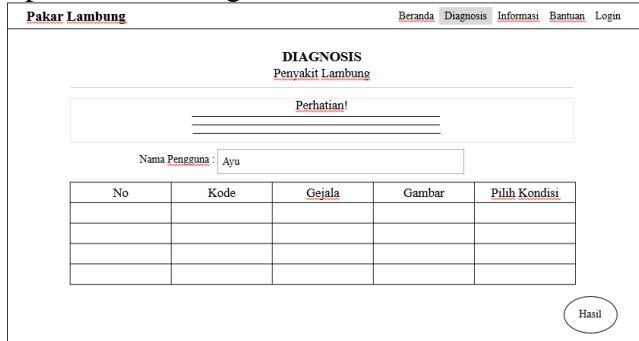 Pakar Lambung Beranda Diagnosis Informasi Bantuan Login
DIAGNOSIS
Penyakit Lambung
Perhatian!
Nama Pengguna : Ayu
No Kode Gejala Gambar Pilih Kondisi
Hasil